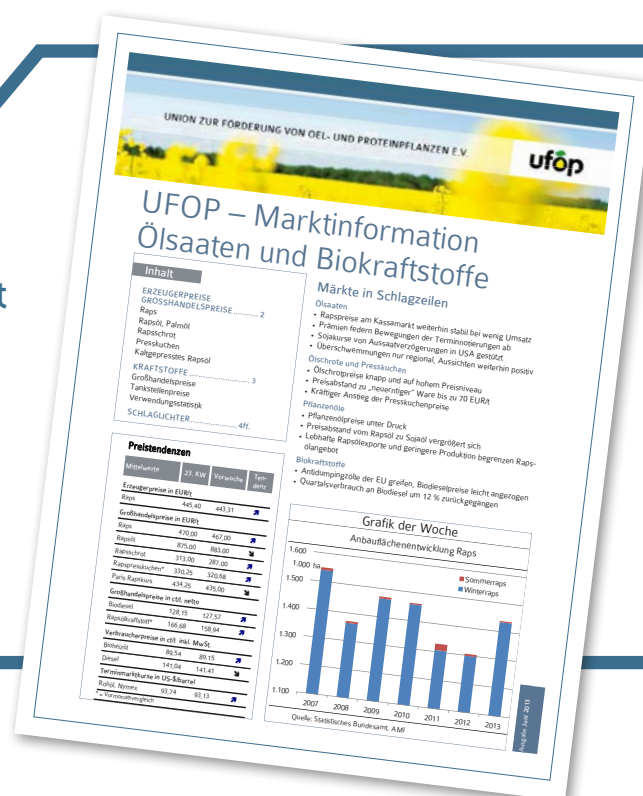 t
UNION ZUR FÖRDERUNG VON OEL- UND PROTEINPFLANZEN E.V.
ufop
UFOP – Marktinformation
Ölsaaten und Biokraftstoffe
Inhalt
ERZEUGERPREISE
GROSSHANDELSPREISE ............ 2
Raps
Rapsöl, Palmöl
Rapsschrot
Presskuchen
Kaltgepresstes Rapsöl
KRAFTSTOFFE ............ 3
Großhandelspreise
Tankstellenpreise
Verwendungsstatistik
SCHLAGLICHTER ............ 4ff.
Märkte in Schlagzeilen
Ölsaaten
• Rapspreise am Kassamarkt weiterhin stabil bei wenig Umsatz
• Prämien federn Bewegungen der Terminnotierungen ab
• Sojakurse von Aussaatverzögerungen in USA gestützt
• Überschwemmungen nur regional, Aussichten weiterhin positiv
Ölschrote und Presskuchen
• Ölschrotpreise knapp und auf hohem Preisniveau
• Preisabstand zu „neuerntiger" Ware bis zu 70 EUR/t
• Kräftiger Anstieg der Presskuchenpreise
Pflanzenöle
• Pflanzenölpreise unter Druck
• Preisabstand vom Rapsöl zu Sojaöl vergrößert sich
• Lebhafte Rapsölexporte und geringere Produktion begrenzen Raps-
ölangebot
Biokraftstoffe
• Antidumpingzölle der EU greifen, Biodieselpreise leicht angezogen
• Quartalsverbrauch an Biodiesel um 12 % zurückgegangen
Preistendenzen
Mittelwerte 23. KW Vorwoche Ten-
denz
Erzeugerpreise in EUR/t
Raps 445,40 443,31
Großhandelspreise in EUR/t
Raps 470,00 467,00
Rapsöl 875,00 883,00
Rapsschrot 313,00 287,00
Rapspresskuchen* 330,25 320,68
Paris Rapskurs 434,25 435,00
Großhandelspreise in ct/l, netto
Biodiesel 128,15 127,57
Rapsölkraftstoff* 166,68 158,94
Verbraucherpreise in ct/l inkl. MwSt.
Bioheizöl 89,54 89,15
Diesel 141,04 141,41
Terminmarktkurse in US-$/barrel
Rohöl, Nymex 93,74 93,13
* = Vormonatsvergleich
Grafik der Woche
Anbauflächenentwicklung Raps
1.600
1.000 ha
1.500
1.400
1.300
1.200
1.100
Sommerraps
Winterraps
2007 2008 2009 2010 2011 2012 2013
Quelle: Statistisches Bundesamt, AMI
Ausgabe Juni 2013